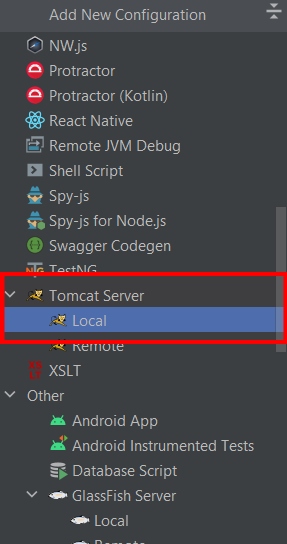 Add New Configuration
NW.js
Protractor
Protractor (Kotlin)
React Native
Remote JVM Debug
Shell Script
Spy-js
Spy-js for Node.js
Swagger Codegen
TestNG
Tomcat Server
Local
Remote
XSLT
Other
Android App
Android Instrumented Tests
Database Script
GlassFish Server
Local
Remote